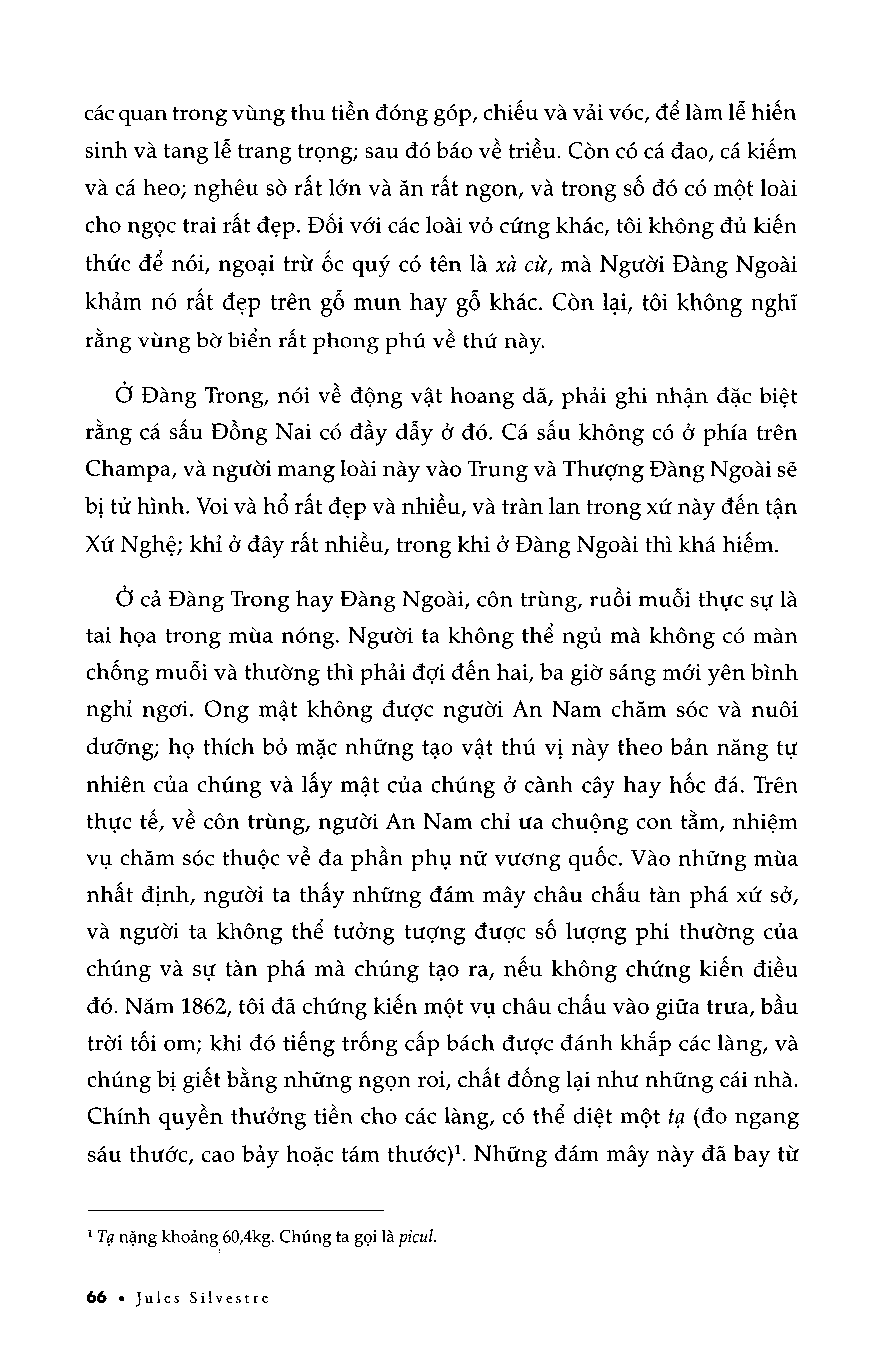 các quan trong vùng thu tiền đóng góp, chiếu và vải vóc, để làm lễ hiến
sinh và tang lễ trang trọng; sau đó báo về triều. Còn có cá đao, cá kiếm
và cá heo; nghêu sò rất lớn và ăn rất ngon, và trong số đó có một loài
cho ngọc trai rất đẹp. Đối với các loài vỏ cứng khác, tôi không đủ kiến
thức để nói, ngoại trừ ốc quý có tên là xà cừ, mà Người Đàng Ngoài
khảm nó rất đẹp trên gỗ mun hay gỗ khác. Còn lại, tôi không nghĩ
rằng vùng bờ biển rất phong phú về thứ này.
Ở Đàng Trong, nói về động vật hoang dã, phải ghi nhận đặc biệt
rằng cá sấu Đồng Nai có đầy dẫy ở đó. Cá sấu không có ở phía trên
Champa, và người mang loài này vào Trung và Thượng Đàng Ngoài sẽ
bị tử hình. Voi và hổ rất đẹp và nhiều, và tràn lan trong xứ này đến tận
Xứ Nghệ; khỉ ở đây rất nhiều, trong khi ở Đàng Ngoài thì khá hiếm.
Ở cả Đàng Trong hay Đàng Ngoài, côn trùng, ruồi muỗi thực sự là
tai họa trong mùa nóng. Người ta không thể ngủ mà không có màn
chống muỗi và thường thì phải đợi đến hai, ba giờ sáng mới yên bình
nghỉ ngơi. Ong mật không được người An Nam chăm sóc và nuôi
dưỡng; họ thích bỏ mặc những tạo vật thú vị này theo bản năng tự
nhiên của chúng và lấy mật của chúng ở cành cây hay hốc đá. Trên
thực tế, về côn trùng, người An Nam chỉ ưa chuộng con tằm, nhiệm
vụ chăm sóc thuộc về đa phần phụ nữ vương quốc. Vào những mùa
nhất định, người ta thấy những đám mây châu chấu tàn phá xứ sở,
và người ta không thể tưởng tượng được số lượng phi thường của
chúng và sự tàn phá mà chúng tạo ra, nếu không chứng kiến điều
đó. Năm 1862, tôi đã chứng kiến một vụ châu chấu vào giữa trưa, bầu
trời tối om; khi đó tiếng trống cấp bách được đánh khắp các làng, và
chúng bị giết bằng những ngọn roi, chất đống lại như những cái nhà.
Chính quyền thưởng tiền cho các làng, có thể diệt một tạ (đo ngang
sáu thước, cao bảy hoặc tám thước)¹. Những đám mây này đã bay từ
¹ Tạ nặng khoảng 60,4kg. Chúng ta gọi là picul.
66 • Jules Silvestre